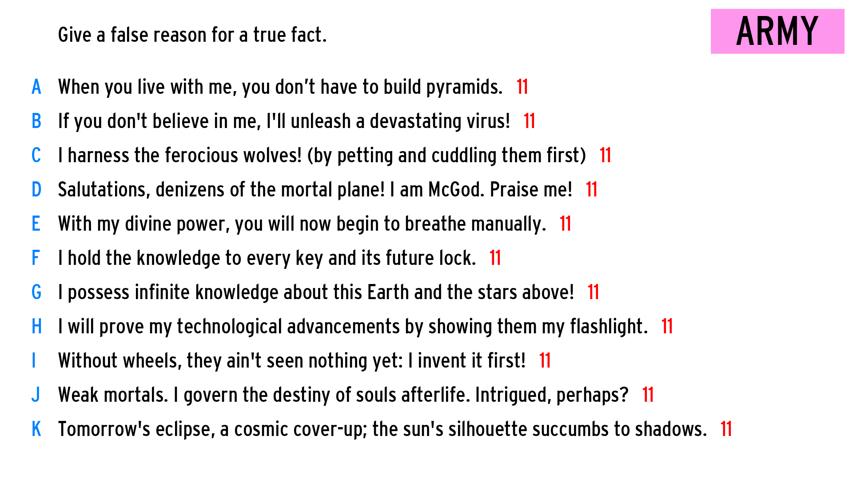 Give a false reason for a true fact.
ARMY
A When you live with me, you don't have to build pyramids. 11
B If you don't believe in me, I'll unleash a devastating virus! 11
C I harness the ferocious wolves! (by petting and cuddling them first) 11
D Salutations, denizens of the mortal plane! I am McGod. Praise me! 11
E With my divine power, you will now begin to breathe manually. 11
F I hold the knowledge to every key and its future lock. 11
G I possess infinite knowledge about this Earth and the stars above! 11
H I will prove my technological advancements by showing them my flashlight. 11
I Without wheels, they ain't seen nothing yet: I invent it first! 11
J Weak mortals. I govern the destiny of souls afterlife. Intrigued, perhaps? 11
K Tomorrow's eclipse, a cosmic cover-up; the sun's silhouette succumbs to shadows. 11